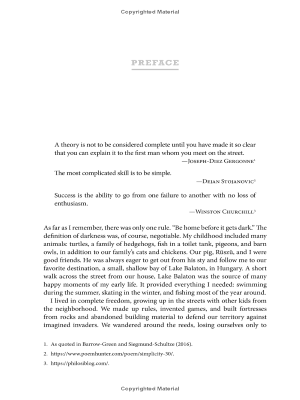 Copyrighted Material
PREFACE
A theory is not to be considered complete until you have made it so clear
that you can explain it to the first man whom you meet on the street.
—Joseph-Diez Gergonne¹
The most complicated skill is to be simple.
—Dejan Stojanovic²
Success is the ability to go from one failure to another with no loss of
enthusiasm.
—Winston Churchill³
As far as I remember, there was only one rule, “Be home before it gets dark.” The
definition of darkness was, of course, negotiable. My childhood included many
animals: turtles, a family of hedgehogs, fish in a toilet tank, pigeons, and barn
owls, in addition to our family’s cats and chickens. Our pig, Rüszü, and I were
good friends. He was always eager to get out from his sty and follow me to our
favorite destination, a small, shallow bay of Lake Balaton, in Hungary. A short
walk across the street from our house, Lake Balaton was the source of many
happy moments of my early life. It provided everything I needed: swimming
during the summer, skating in the winter, and fishing most of the year around.
I lived in complete freedom, growing up in the streets with other kids from
the neighborhood. We made up rules, invented games, and built fortresses
from rocks and abandoned building material to defend our territory against
imagined invaders. We wandered around the reeds, losing ourselves only to
1. As quoted in Barrow-Green and Siegmund-Schultze (2016).
2. https://www.poemhunter.com/poem/simplicity-30/.
3. https://philosiblog.com/.
Copyrighted Material